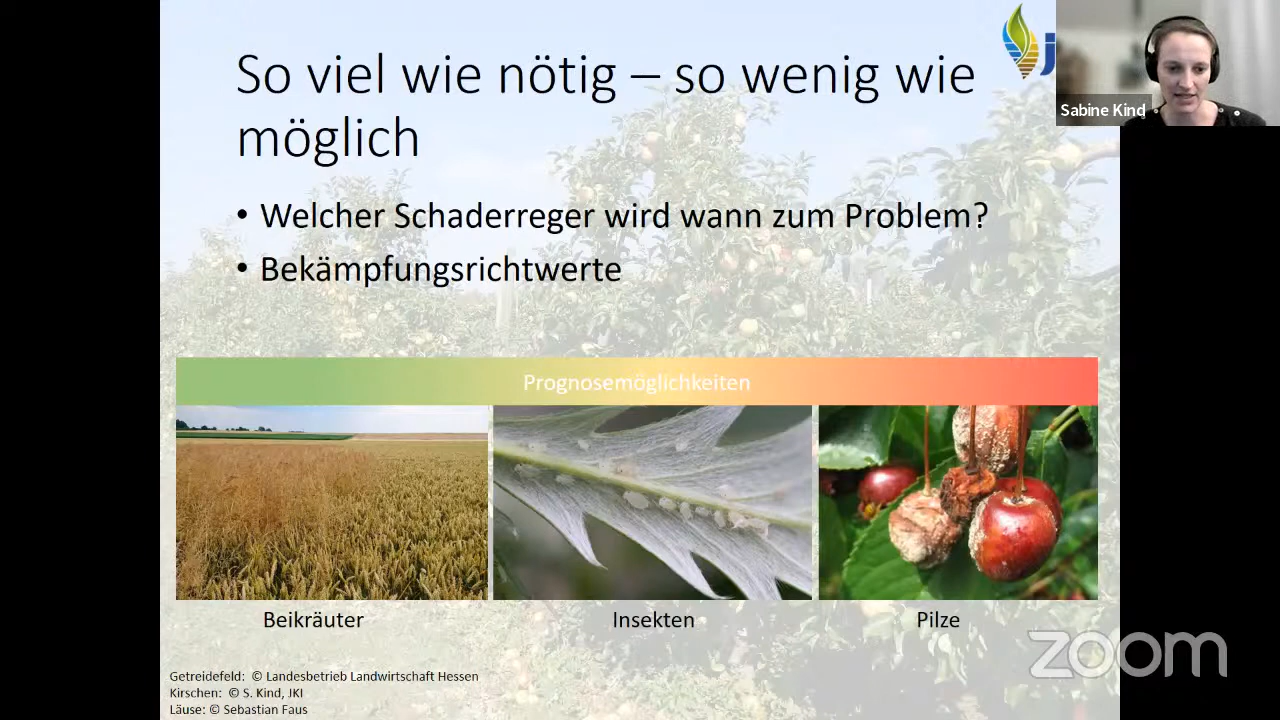 So viel wie nötig – so wenig wie
möglich
• Welcher Schaderreger wird wann zum Problem?
• Bekämpfungsrichtwerte
Prognosemöglichkeiten
Beikräuter
Insekten
Pilze
Getreidefeld: © Landesbetrieb Landwirtschaft Hessen
Kirschen: © S. Kind, JKI
Läuse: © Sebastian Faus
Sabine Kind
zoom